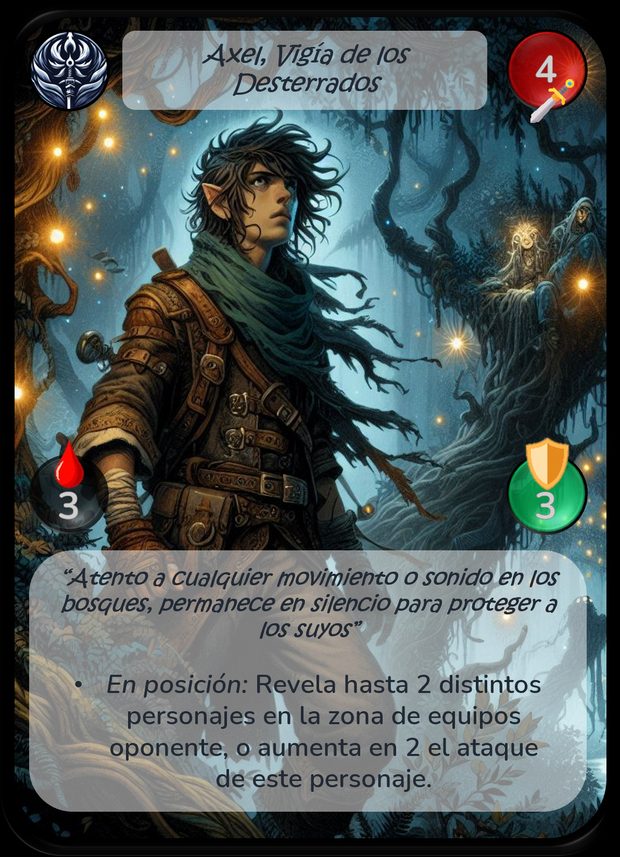 Axel, Vigía de los
Desterrados
4
3
3
“Atento a cualquier movimiento o sonido en los
bosques, permanece en silencio para proteger a
los suyos”
• En posición: Revela hasta 2 distintos
personajes en la zona de equipos
oponente, o aumenta en 2 el ataque
de este personaje.